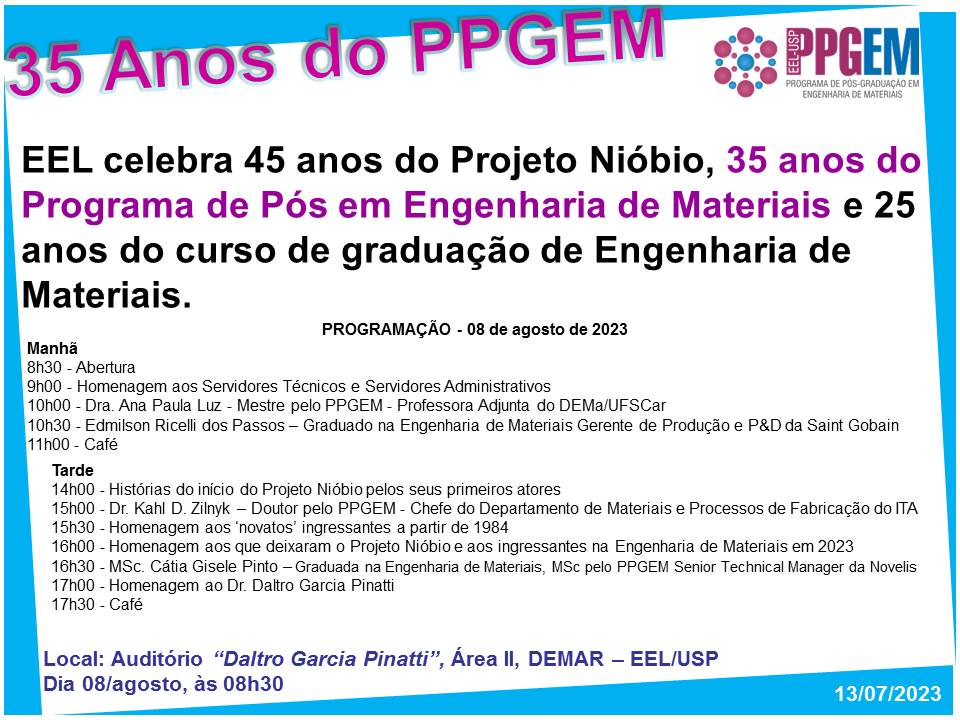 35 Anos do PPGEM
EEL-USP
PPGEM
PROGRAMA DE PÓS-GRADUAÇÃO EM
ENGENHARIA DE MATERIAIS
EEL celebra 45 anos do Projeto Nióbio, 35 anos do
Programa de Pós em Engenharia de Materiais e 25
anos do curso de graduação de Engenharia de
Materiais.
PROGRAMAÇÃO - 08 de agosto de 2023
Manhã
8h30 - Abertura
9h00 - Homenagem aos Servidores Técnicos e Servidores Administrativos
10h00 - Dra. Ana Paula Luz - Mestre pelo PPGEM - Professora Adjunta do DEMa/UFSCar
10h30 - Edmilson Ricelli dos Passos – Graduado na Engenharia de Materiais Gerente de Produção e P&D da Saint Gobain
11h00 - Café
Tarde
14h00 - Histórias do início do Projeto Nióbio pelos seus primeiros atores
15h00 - Dr. Kahl D. Zilnyk – Doutor pelo PPGEM - Chefe do Departamento de Materiais e Processos de Fabricação do ITA
15h30 - Homenagem aos ‘novatos’ ingressantes a partir de 1984
16h00 - Homenagem aos que deixaram o Projeto Nióbio e aos ingressantes na Engenharia de Materiais em 2023
16h30 - MSc. Cátia Gisele Pinto – Graduada na Engenharia de Materiais, MSc pelo PPGEM Senior Technical Manager da Novelis
17h00 - Homenagem ao Dr. Daltro Garcia Pinatti
17h30 - Café
Local: Auditório “Daltro Garcia Pinatti”, Área II, DEMAR – EEL/USP
Dia 08/agosto, às 08h30
13/07/2023